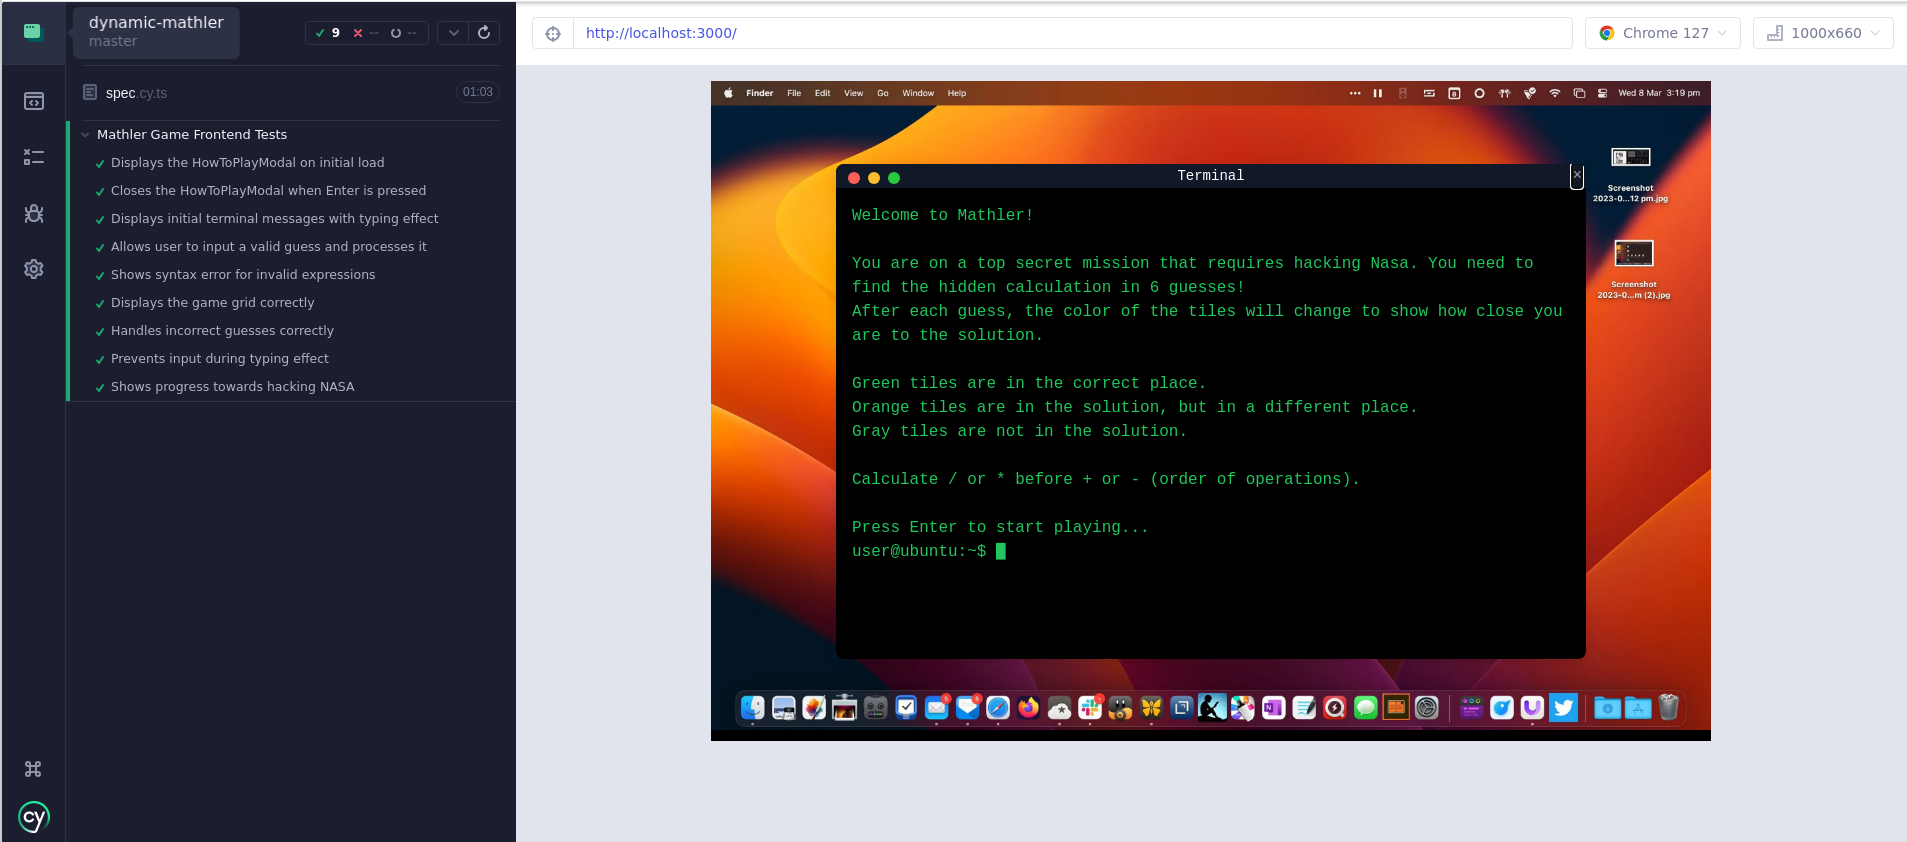 dynamic-mathler
master
9 -- --
spec.cy.ts
01:03
Mathler Game Frontend Tests
Displays the HowToPlayModal on initial load
Closes the HowToPlayModal when Enter is pressed
Displays initial terminal messages with typing effect
Allows user to input a valid guess and processes it
Shows syntax error for invalid expressions
Displays the game grid correctly
Handles incorrect guesses correctly
Prevents input during typing effect
Shows progress towards hacking NASA
cy
http://localhost:3000/
Chrome 127
1000x660
Finder File Edit View Go Window Help
Wed 8 Mar 3:19 pm
Terminal
×
Welcome to Mathler!
You are on a top secret mission that requires hacking Nasa. You need to
find the hidden calculation in 6 guesses!
After each guess, the color of the tiles will change to show how close you
are to the solution.
Green tiles are in the correct place.
Orange tiles are in the solution, but in a different place.
Gray tiles are not in the solution.
Calculate / or * before + or - (order of operations).
Press Enter to start playing...
user@ubuntu:~$
Screenshot
2023-0...12 pm.jpg
Screenshot
2023-0...m (2).jpg